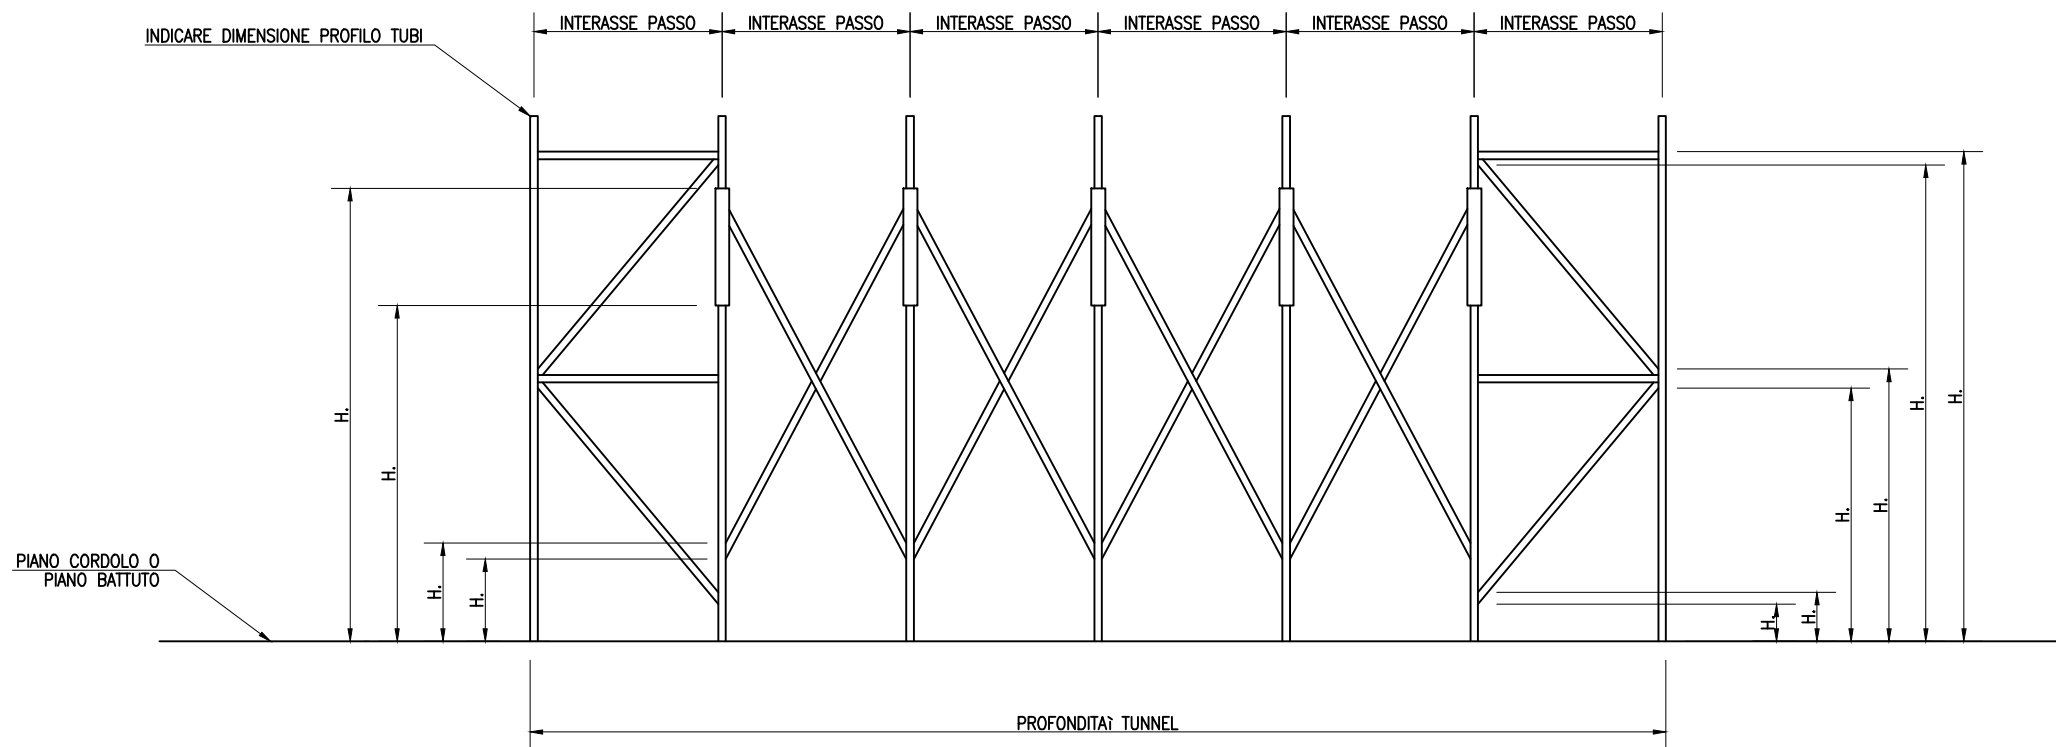 INTERASSE PASSO
INTERASSE PASSO
INTERASSE PASSO
INTERASSE PASSO
INTERASSE PASSO
INTERASSE PASSO
INDICARE DIMENSIONE PROFILO TUBI
H.
H.
H.
H.
H.
H.
H.
H.
H.
H.
PIANO CORDOLO O
PIANO BATTUTO
PROFONDITAì TUNNEL